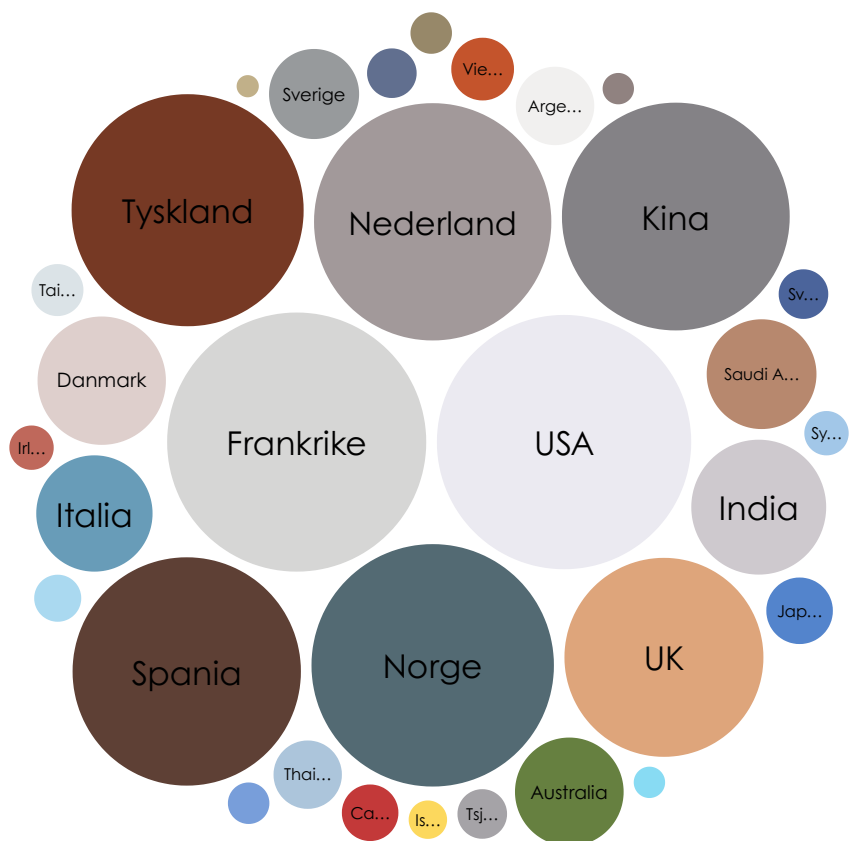 Vie...
Sverige
Arge...
Tyskland
Nederland
Kina
Tai...
Sv...
Danmark
Saudi A...
Irl...
Sy...
Frankrike
USA
Italia
India
Jap...
Spania
Norge
UK
Thai...
Ca...
Is...
Tsj...
Australia